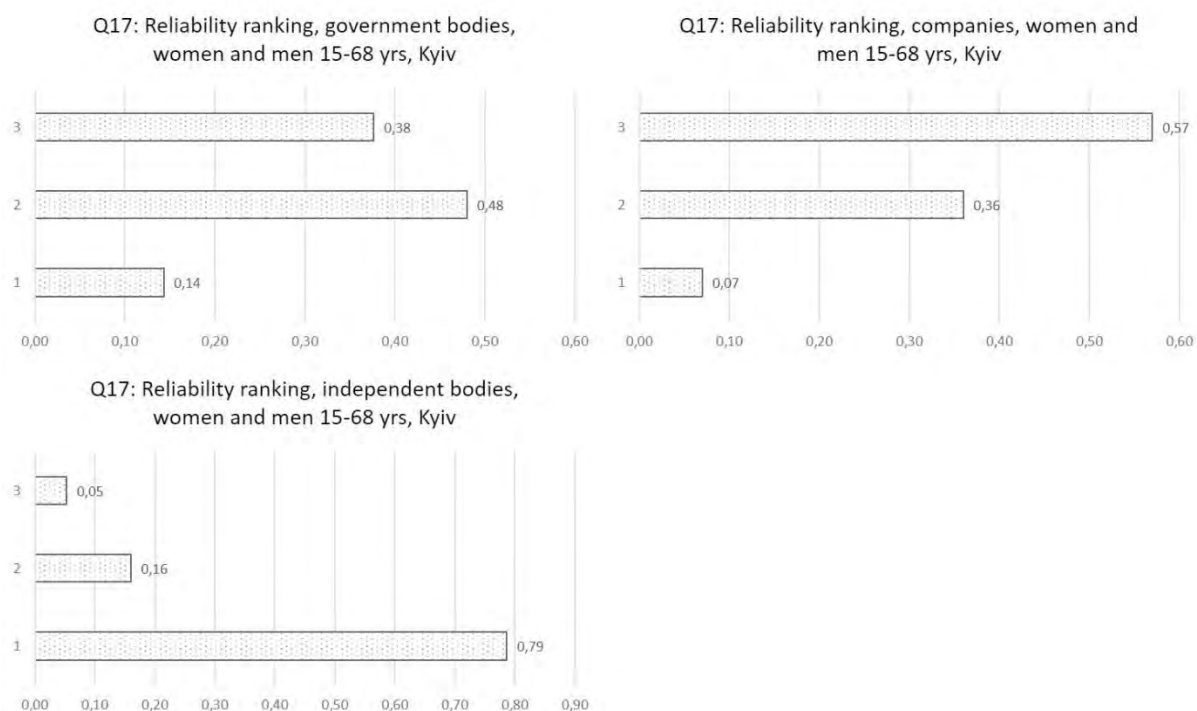 Q17: Reliability ranking, government bodies,
women and men 15-68 yrs, Kyiv
3
0,38
2
0,48
1
0,14
0,00 0,10 0,20 0,30 0,40 0,50 0,60
Q17: Reliability ranking, companies, women and
men 15-68 yrs, Kyiv
3
0,57
2
0,36
1
0,07
0,00 0,10 0,20 0,30 0,40 0,50 0,60
Q17: Reliability ranking, independent bodies,
women and men 15-68 yrs, Kyiv
3
0,05
2
0,16
1
0,79
0,00 0,10 0,20 0,30 0,40 0,50 0,60 0,70 0,80 0,90